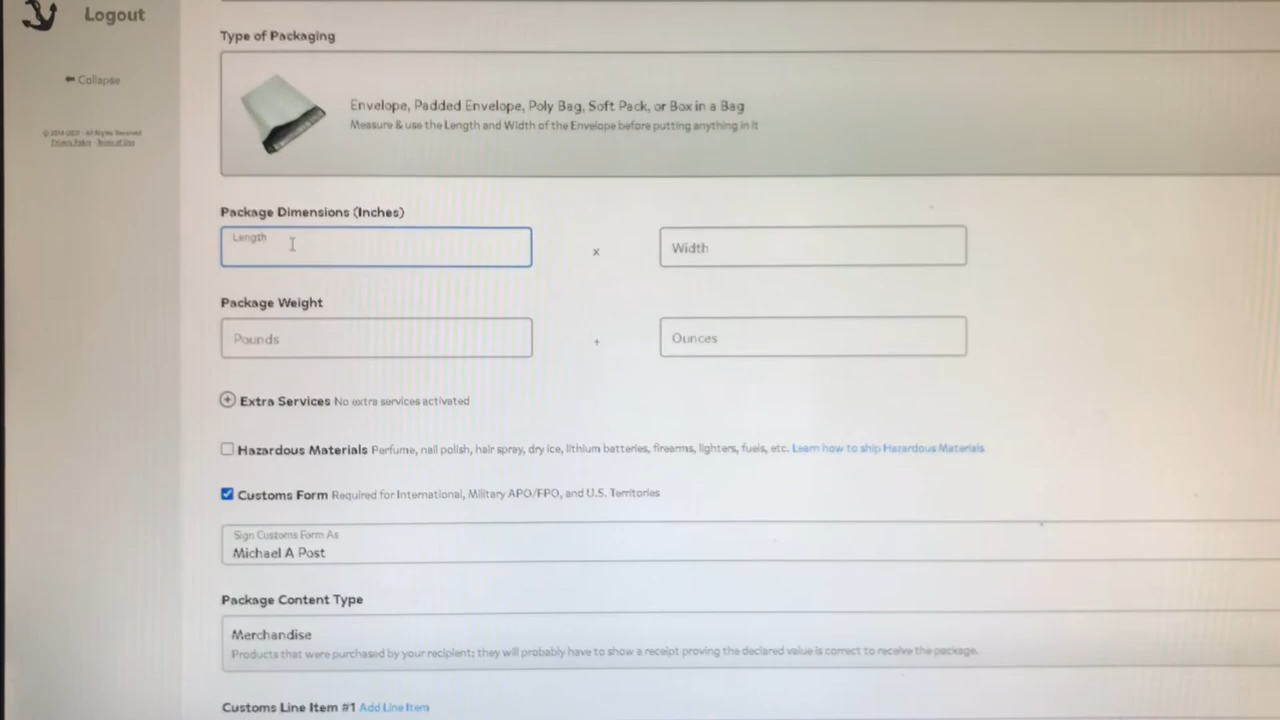 Logout
Collapse
Type of Packaging
Envelope, Padded Envelope, Poly Bag, Soft Pack, or Box in a Bag
Measure & use the Length and Width of the Envelope before putting anything in it
Privacy Policy - Terms of Use
Package Dimensions (Inches)
Length
x
Width
Package Weight
Pounds
+
Ounces
Extra Services No extra services activated
Hazardous Materials Perfume, nail polish, hair spray, dry ice, lithium batteries, firearms, lighters, fuels, etc. Learn how to ship Hazardous Materials
Customs Form Required for International, Military APO/FPO, and U.S. Territories
Sign Customs Form As
Michael A Post
Package Content Type
Merchandise
Products that were purchased by your recipient; they will probably have to show a receipt proving the declared value is correct to receive the package.
Customs Line Item #1 Add Line Item